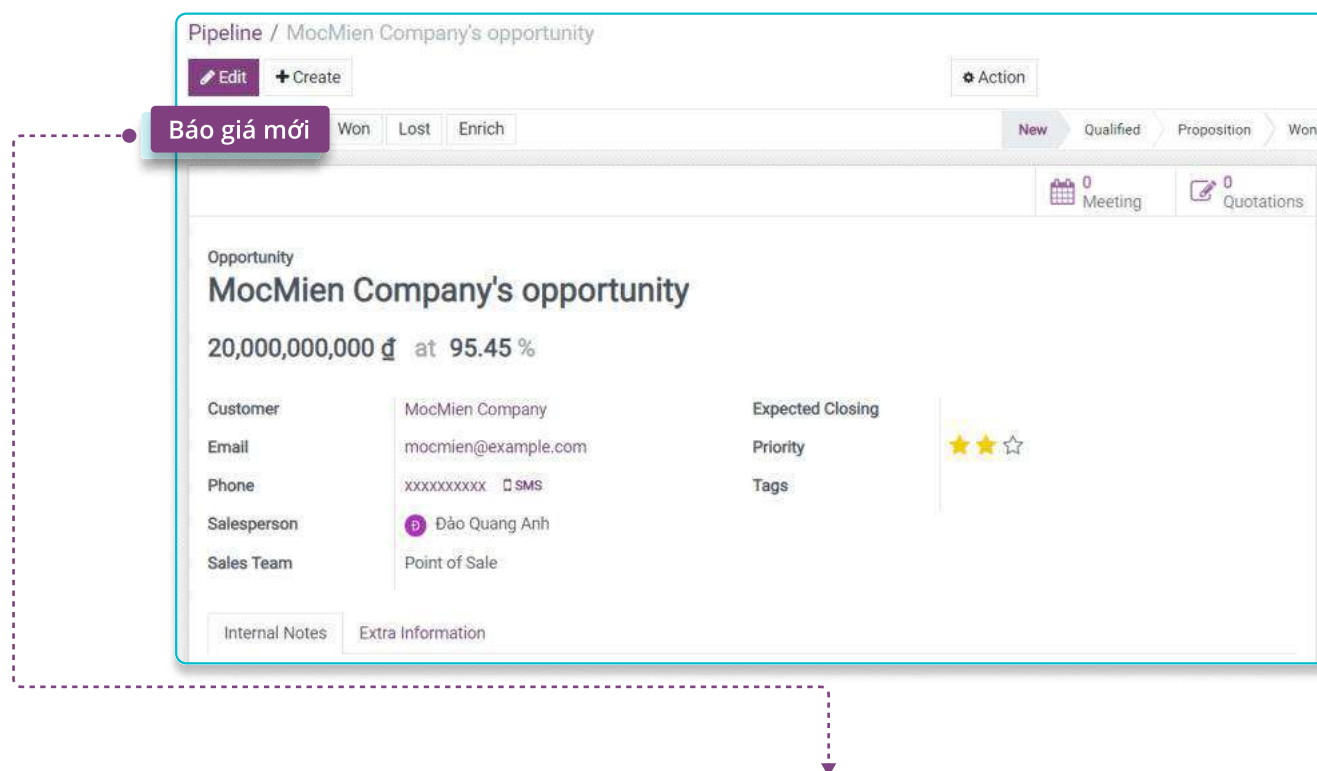 Pipeline / MocMien Company's opportunity
Edit + Create Action
Báo giá mới Won Lost Enrich New Qualified Proposition Won
0 Meeting 0 Quotations
Opportunity
MocMien Company's opportunity
20,000,000,000 ₫ at 95.45 %
Customer MocMien Company Expected Closing
Email mocmien@example.com Priority
Phone xxxxxxxxxx SMS Tags
Salesperson Đ Đào Quang Anh
Sales Team Point of Sale
Internal Notes Extra Information